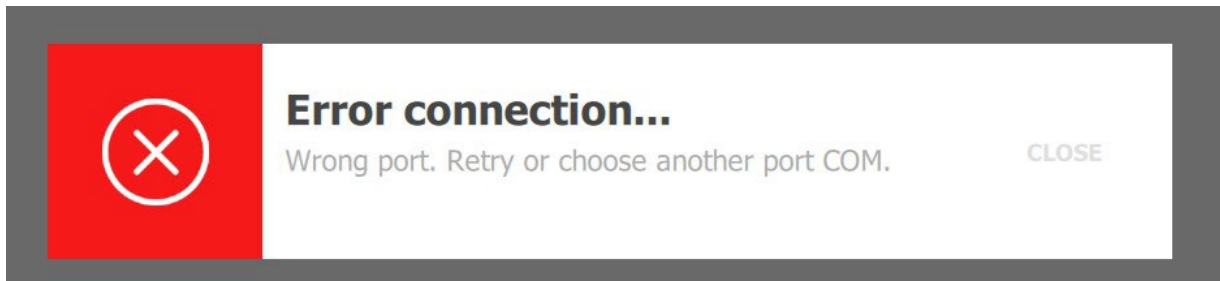 Error connection...
Wrong port. Retry or choose another port COM.
CLOSE